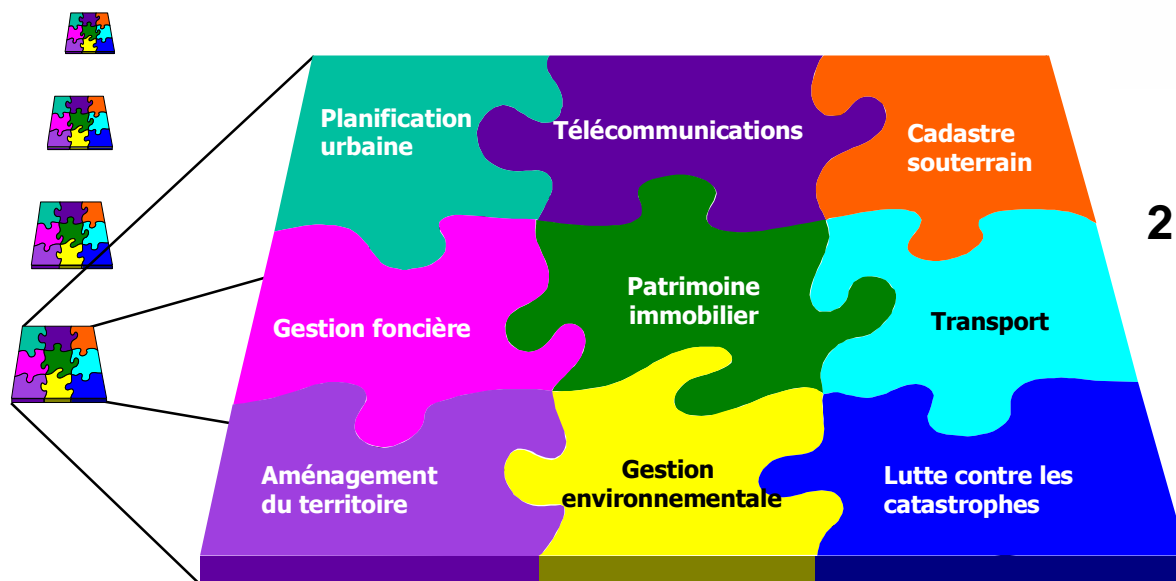 Planification
urbaine
Télécommunications
Cadastre
souterrain
2
Gestion foncière
Patrimoine
immobilier
Transport
Aménagement
du territoire
Gestion
environnementale
Lutte contre les
catastrophes